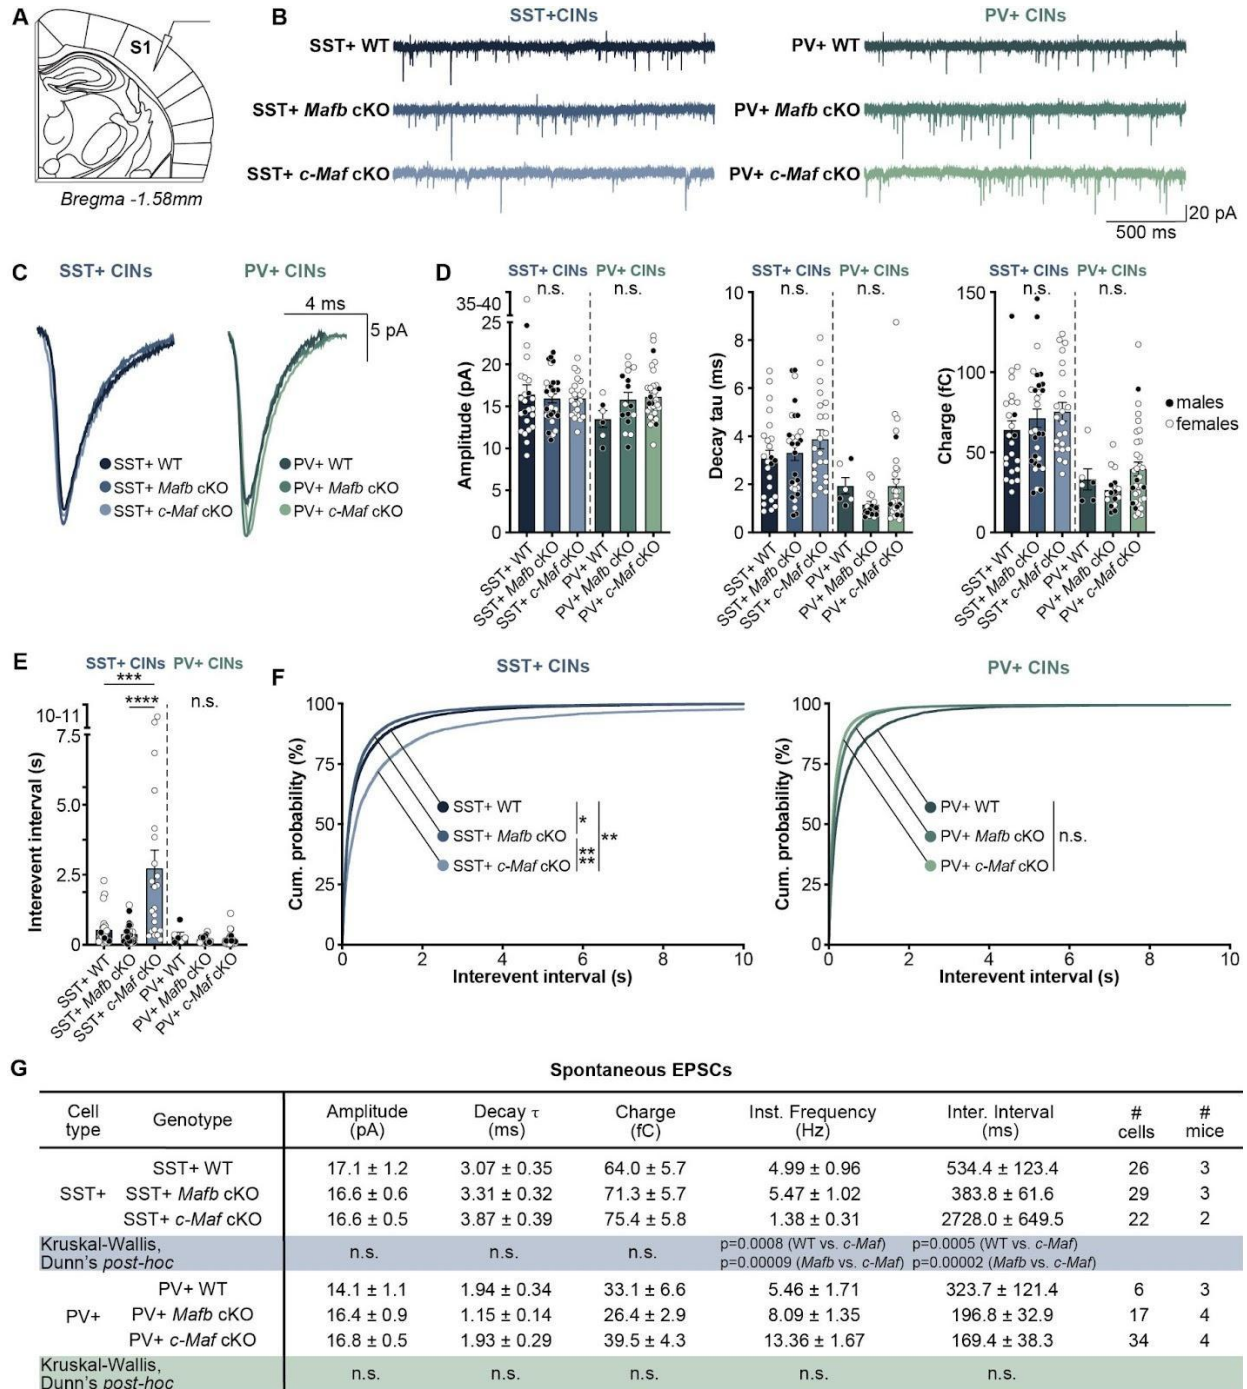 A
S1
Bregma -1.58mm
B
SST+CINs
PV+ CINs
SST+ WT
SST+ Mafb cKO
SST+ c-Maf cKO
PV+ WT
PV+ Mafb cKO
PV+ c-Maf cKO
20 pA
500 ms
C
SST+ CINs
PV+ CINs
4 ms
5 pA
SST+ WT
SST+ Mafb cKO
SST+ c-Maf cKO
PV+ WT
PV+ Mafb cKO
PV+ c-Maf cKO
D
SST+ CINs PV+ CINs
n.s. n.s.
35-40
25
20
15
10
5
0
Amplitude (pA)
SST+ WT
SST+ Mafb cKO
SST+ c-Maf cKO
PV+ WT
PV+ Mafb cKO
PV+ c-Maf cKO
SST+ CINs PV+ CINs
n.s. n.s.
10
8
6
4
2
0
Decay tau (ms)
SST+ WT
SST+ Mafb cKO
SST+ c-Maf cKO
PV+ WT
PV+ Mafb cKO
PV+ c-Maf cKO
SST+ CINs PV+ CINs
n.s. n.s.
150
100
50
0
Charge (fC)
SST+ WT
SST+ Mafb cKO
SST+ c-Maf cKO
PV+ WT
PV+ Mafb cKO
PV+ c-Maf cKO
males
females
E
SST+ CINs PV+ CINs
***
****
n.s.
10-11
7.5
5.0
2.5
0
Interevent interval (s)
SST+ WT
SST+ Mafb cKO
SST+ c-Maf cKO
PV+ WT
PV+ Mafb cKO
PV+ c-Maf cKO
F
SST+ CINs
100
75
50
25
0
Cum. probability (%)
SST+ WT
SST+ Mafb cKO
SST+ c-Maf cKO
*
**
**
**
0 2 4 6 8 10
Interevent interval (s)
PV+ CINs
100
75
50
25
0
Cum. probability (%)
PV+ WT
PV+ Mafb cKO
PV+ c-Maf cKO
n.s.
0 2 4 6 8 10
Interevent interval (s)
G
Spontaneous EPSCs
Cell type Genotype Amplitude (pA) Decay τ (ms) Charge (fC) Inst. Frequency (Hz) Inter. Interval (ms) # cells # mice
SST+
SST+ WT 17.1 ± 1.2 3.07 ± 0.35 64.0 ± 5.7 4.99 ± 0.96 534.4 ± 123.4 26 3
SST+ Mafb cKO 16.6 ± 0.6 3.31 ± 0.32 71.3 ± 5.7 5.47 ± 1.02 383.8 ± 61.6 29 3
SST+ c-Maf cKO 16.6 ± 0.5 3.87 ± 0.39 75.4 ± 5.8 1.38 ± 0.31 2728.0 ± 649.5 22 2
Kruskal-Wallis, Dunn's post-hoc n.s. n.s. n.s.
p=0.0008 (WT vs. c-Maf) p=0.0005 (WT vs. c-Maf)
p=0.00009 (Mafb vs. c-Maf) p=0.00002 (Mafb vs. c-Maf)
PV+
PV+ WT 14.1 ± 1.1 1.94 ± 0.34 33.1 ± 6.6 5.46 ± 1.71 323.7 ± 121.4 6 3
PV+ Mafb cKO 16.4 ± 0.9 1.15 ± 0.14 26.4 ± 2.9 8.09 ± 1.35 196.8 ± 32.9 17 4
PV+ c-Maf cKO 16.8 ± 0.5 1.93 ± 0.29 39.5 ± 4.3 13.36 ± 1.67 169.4 ± 38.3 34 4
Kruskal-Wallis, Dunn's post-hoc n.s. n.s. n.s. n.s. n.s.